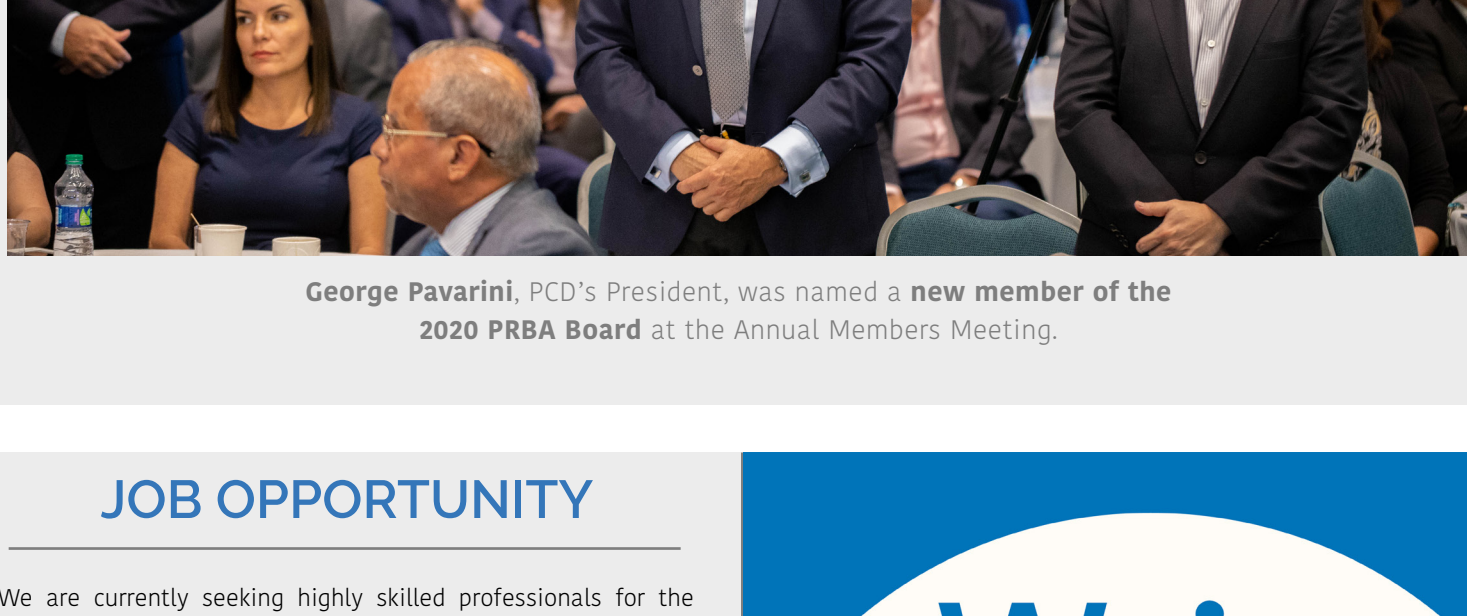 George Pavarini, PCD’s President, was named a new member of the
2020 PRBA Board at the Annual Members Meeting.
JOB OPPORTUNITY
We are currently seeking highly skilled professionals for the